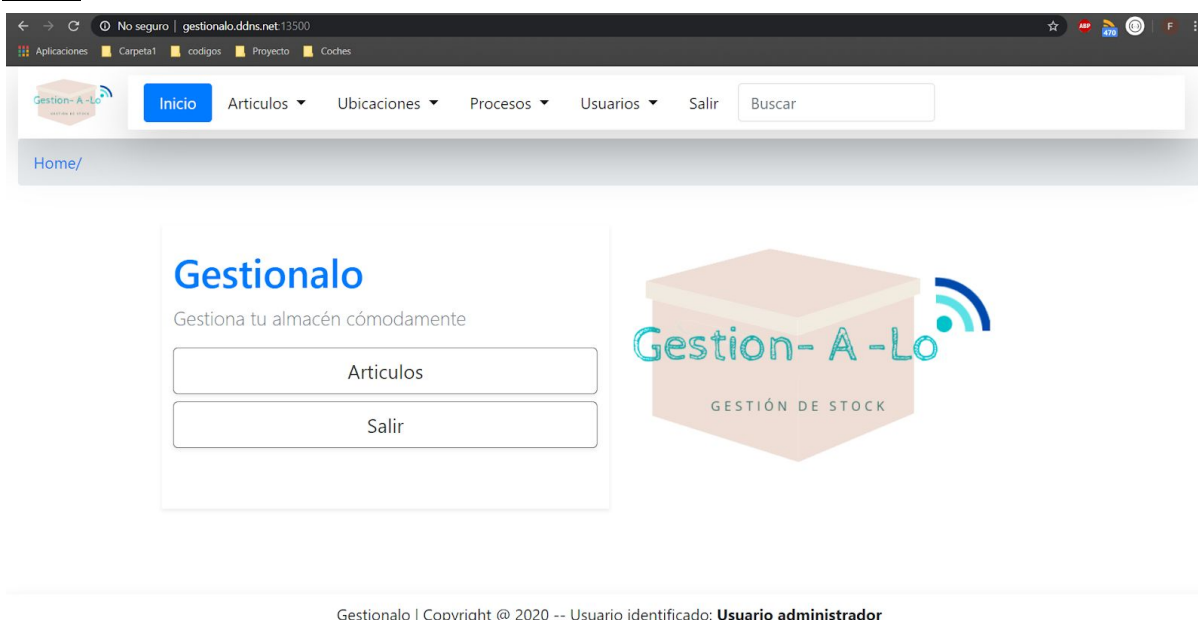 No seguro | gestionalo.ddns.net:13500
ABP
470
F
Aplicaciones Carpeta1 codigos Proyecto Coches
Gestion- A -Lo
Inicio Articulos Ubicaciones Procesos Usuarios Salir Buscar
Home/
Gestionalo
Gestiona tu almacén cómodamente
Articulos
Salir
Gestion- A -Lo
GESTIÓN DE STOCK
Gestionalo | Copyright @ 2020 -- Usuario identificado: Usuario administrador